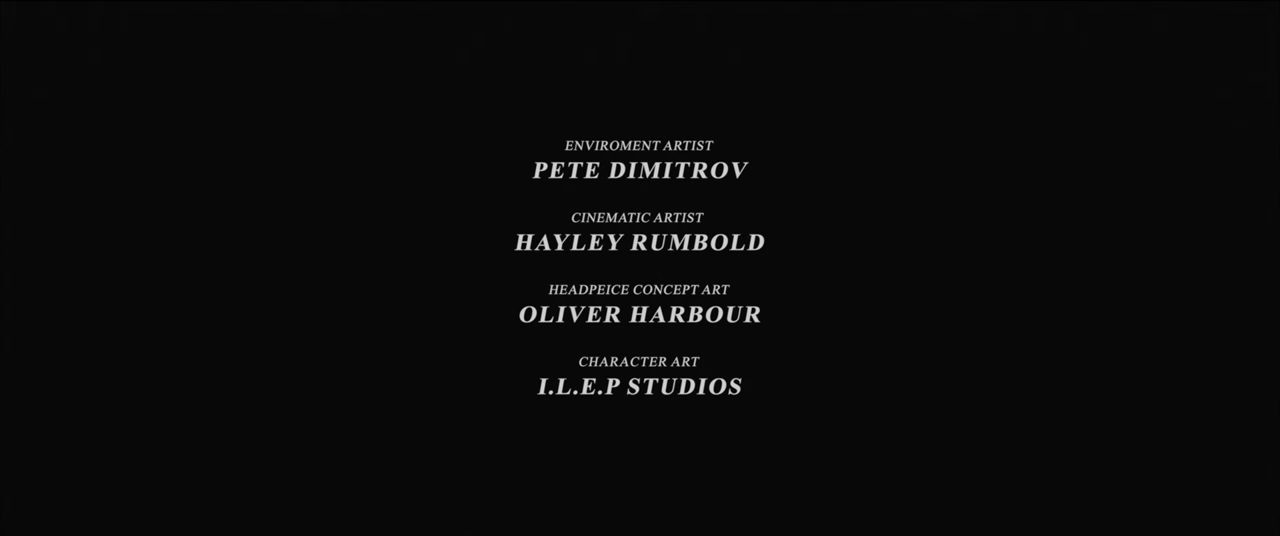 ENVIROMENT ARTIST
PETE DIMITROV
CINEMATIC ARTIST
HAYLEY RUMBOLD
HEADPEICE CONCEPT ART
OLIVER HARBOUR
CHARACTER ART
I.L.E.P STUDIOS